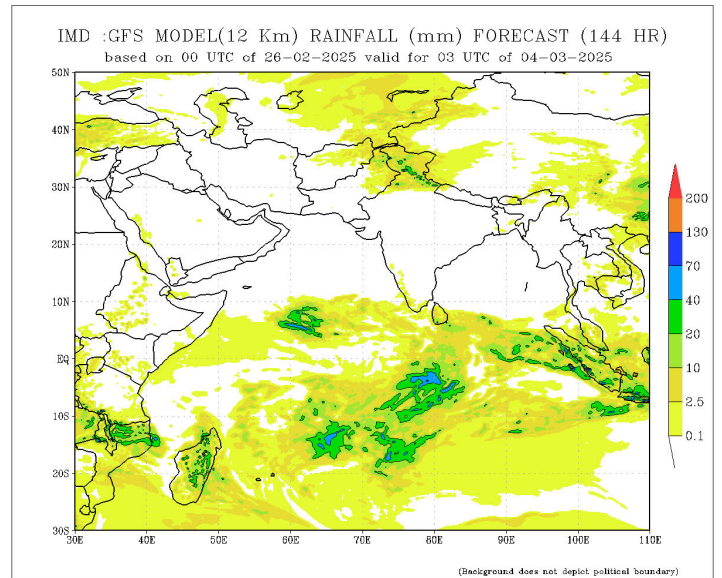 IMD :GFS MODEL(12 Km) RAINFALL (mm) FORECAST (144 HR)
based on 00 UTC of 26-02-2025 valid for 03 UTC of 04-03-2025
50N
40N
30N
20N
10N
EQ
10S
20S
30S
30E 40E 50E 60E 70E 80E 90E 100E 110E
200
130
70
40
20
10
2.5
0.1
(Background does not depict political boundary)